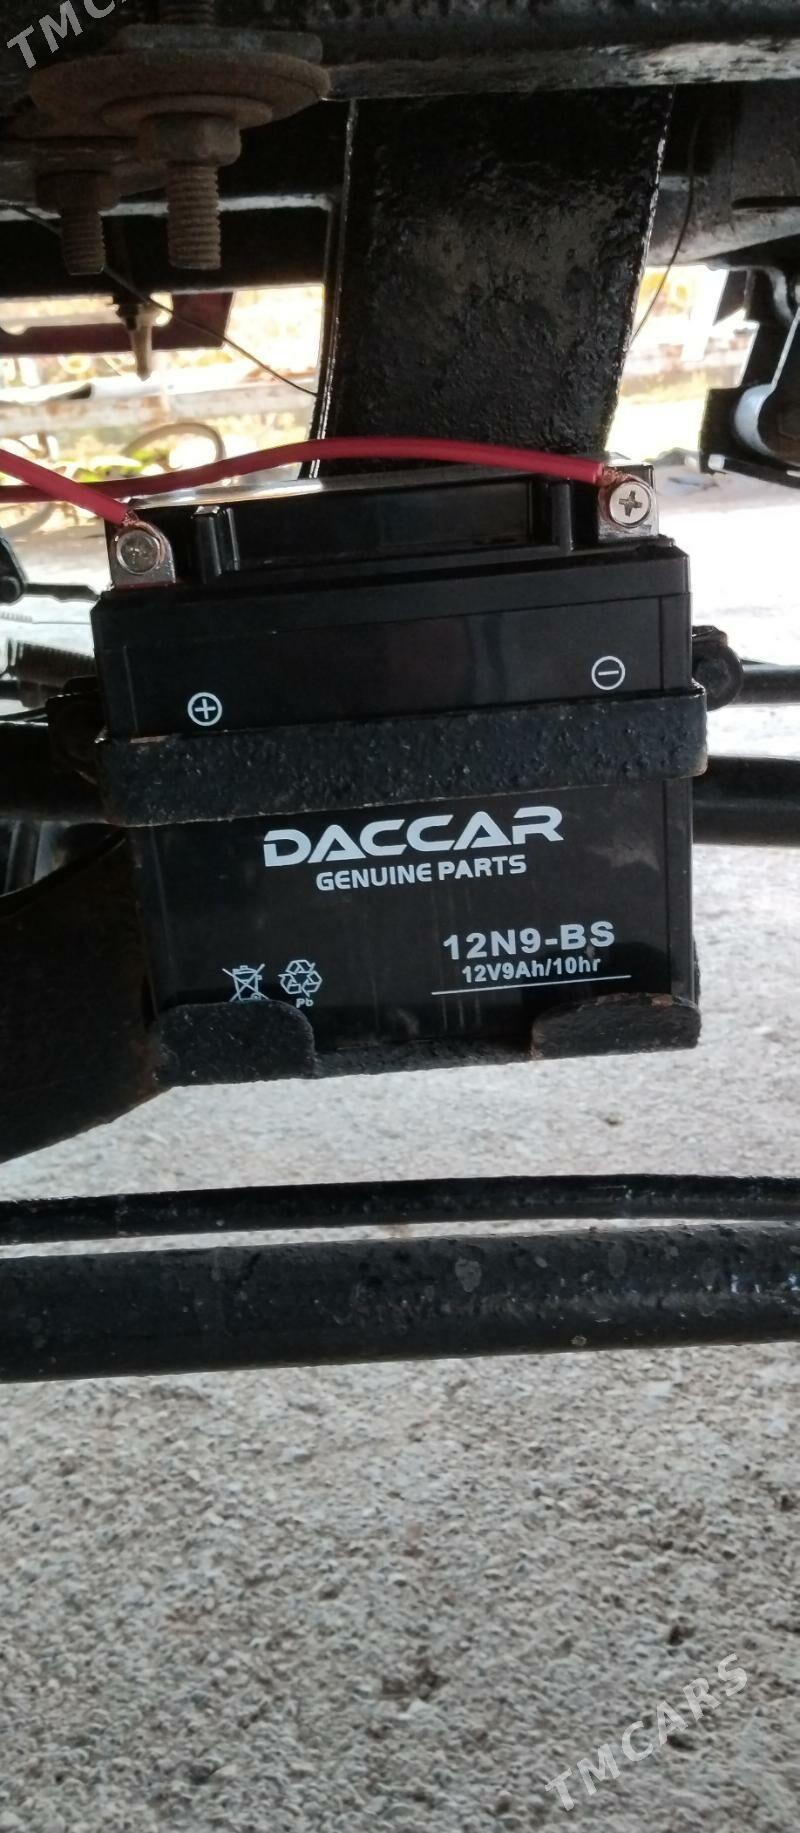 TMCARS
+
−
DACCAR
GENUINE PARTS
12N9-BS
12V9Ah/10hr
Pb
TMCARS